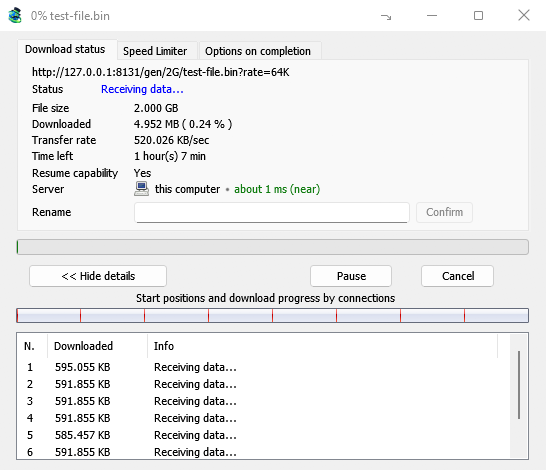 0% test-file.bin
Download status Speed Limiter Options on completion
http://127.0.0.1:8131/gen/2G/test-file.bin?rate=64K
Status Receiving data...
File size 2.000 GB
Downloaded 4.952 MB ( 0.24 % )
Transfer rate 520.026 KB/sec
Time left 1 hour(s) 7 min
Resume capability Yes
Server this computer • about 1 ms (near)
Rename Confirm
<< Hide details Pause Cancel
Start positions and download progress by connections
N. Downloaded Info
1 595.055 KB Receiving data...
2 591.855 KB Receiving data...
3 591.855 KB Receiving data...
4 591.855 KB Receiving data...
5 585.457 KB Receiving data...
6 591.855 KB Receiving data...